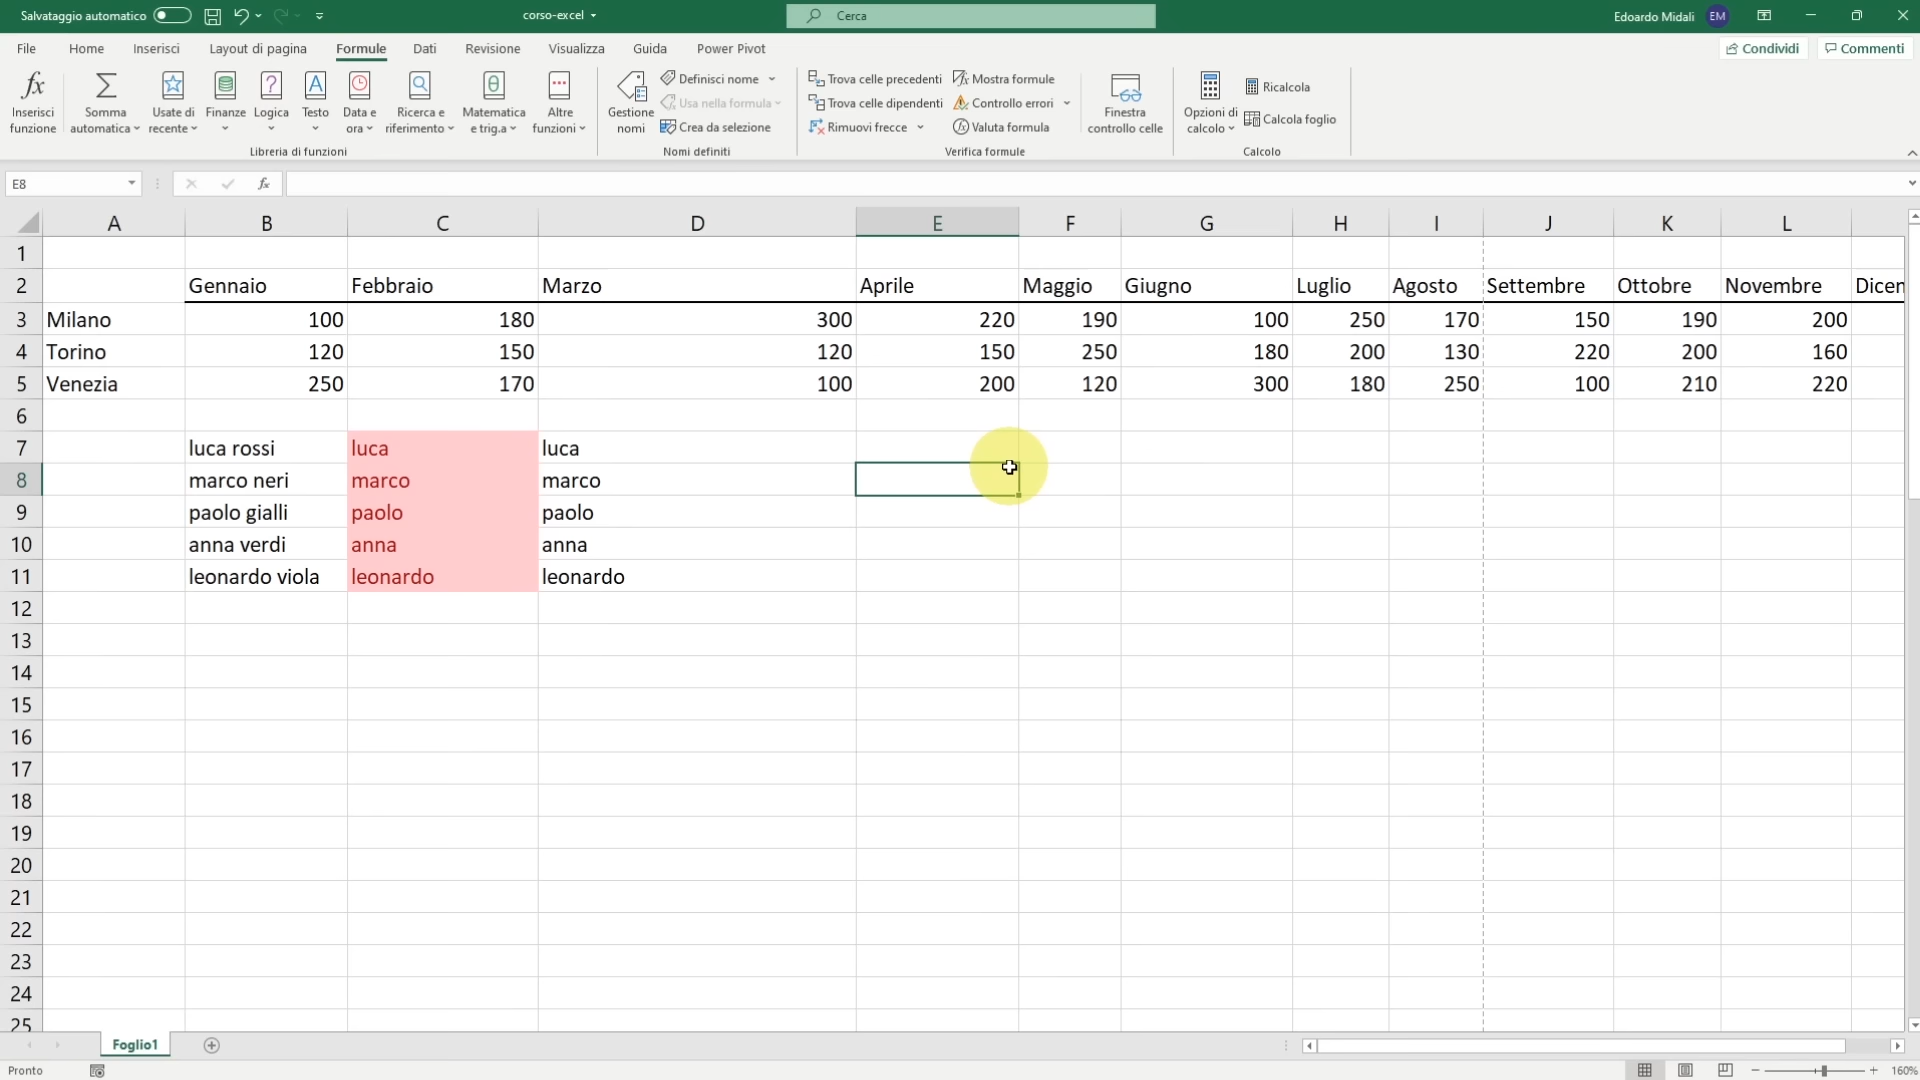 Salvataggio automatico
corso-excel
Cerca
Edoardo Midali
EM
File Home Inserisci Layout di pagina Formule Dati Revisione Visualizza Guida Power Pivot
Condividi Commenti
fx Inserisci funzione
Somma automatica
Usate di recente
Finanze
Logica
Testo
Data e ora
Ricerca e riferimento
Matematica e trig.a
Altre funzioni
Libreria di funzioni
Gestione nomi
Definisci nome
Usa nella formula
Crea da selezione
Nomi definiti
Trova celle precedenti
Trova celle dipendenti
Rimuovi frecce
Mostra formule
Controllo errori
Valuta formula
Finestra controllo celle
Verifica formule
Opzioni di calcolo
Ricalcola
Calcola foglio
Calcolo
E8 fx
A B C D E F G H I J K L
1
2 Gennaio Febbraio Marzo Aprile Maggio Giugno Luglio Agosto Settembre Ottobre Novembre Dicen
3 Milano 100 180 300 220 190 100 250 170 150 190 200
4 Torino 120 150 120 150 250 180 200 130 220 200 160
5 Venezia 250 170 100 200 120 300 180 250 100 210 220
6
7 luca rossi luca luca
8 marco neri marco marco
9 paolo gialli paolo paolo
10 anna verdi anna anna
11 leonardo viola leonardo leonardo
12
13
14
15
16
17
18
19
20
21
22
23
24
25
Foglio1
Pronto
160%